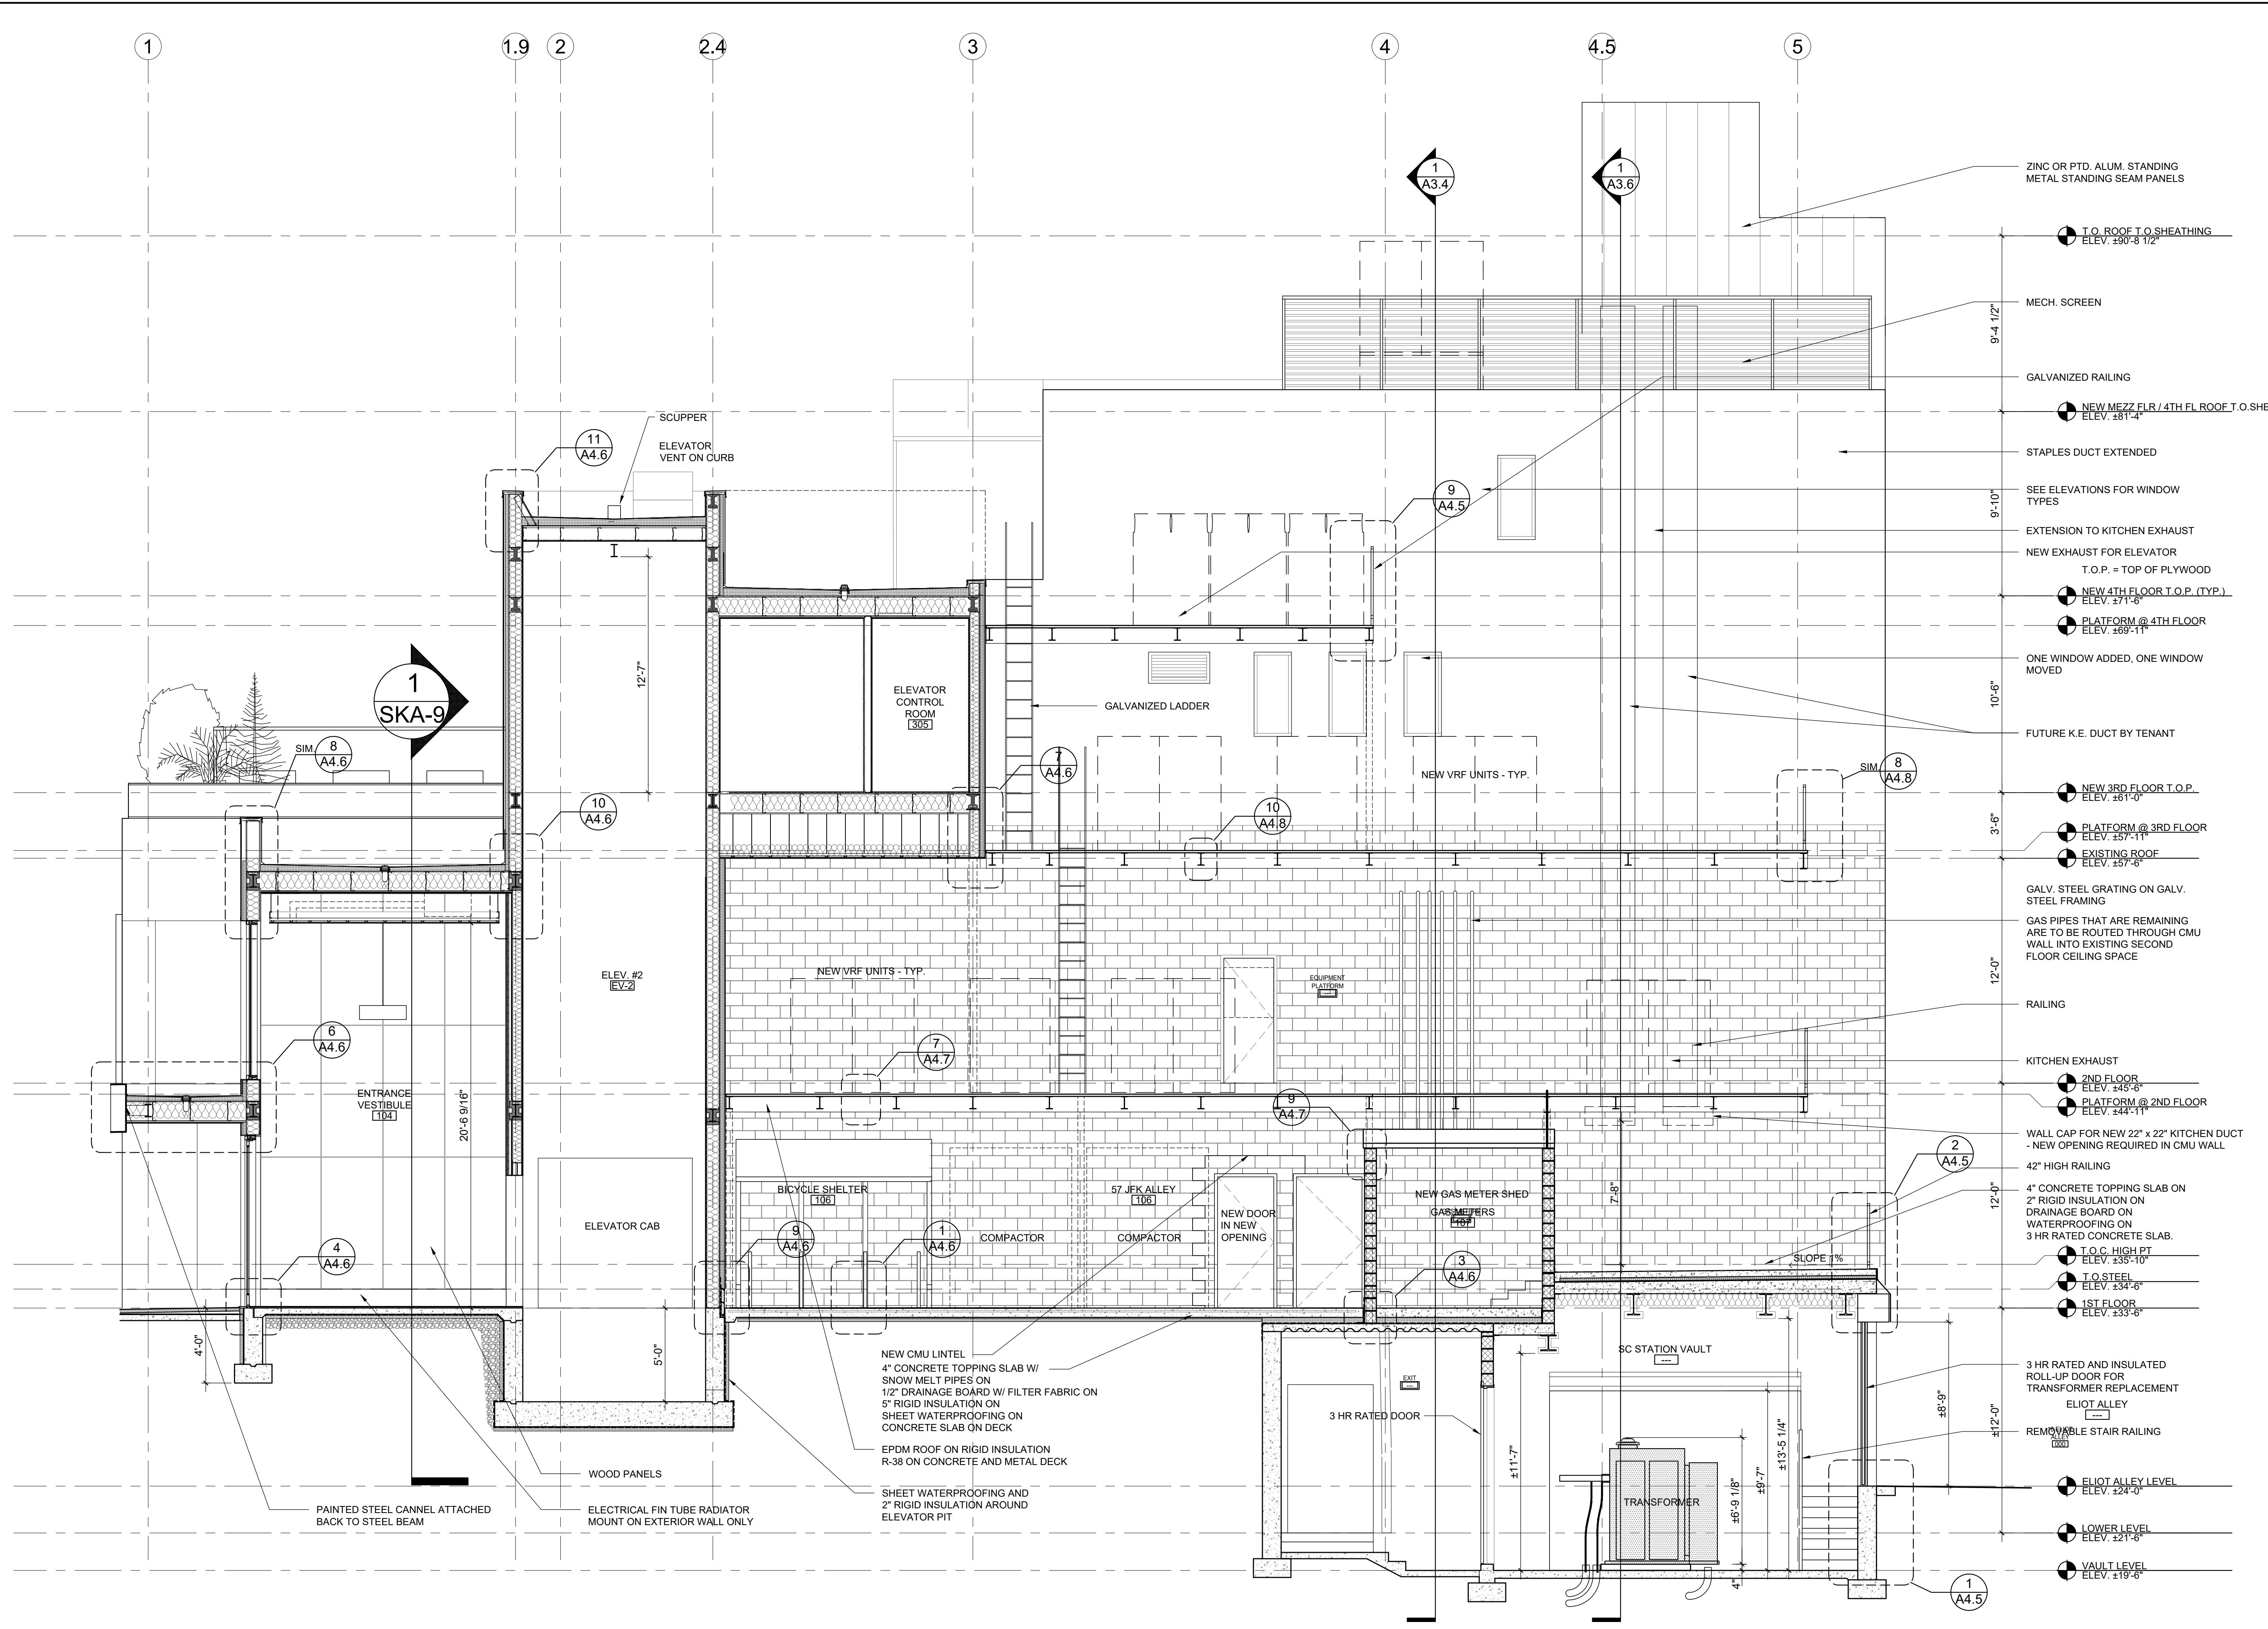 1
1.9
2
2.4
3
4
4.5
5
1
A3.4
1
A3.6
ZINC OR PTD. ALUM. STANDING
METAL STANDING SEAM PANELS
T.O. ROOF T.O.SHEATHING
ELEV. ±90'-8 1/2"
9'-4 1/2"
MECH. SCREEN
GALVANIZED RAILING
NEW MEZZ FLR / 4TH FL ROOF T.O.SHE
ELEV. ±81'-4"
STAPLES DUCT EXTENDED
SEE ELEVATIONS FOR WINDOW
TYPES
9'-10"
EXTENSION TO KITCHEN EXHAUST
NEW EXHAUST FOR ELEVATOR
T.O.P. = TOP OF PLYWOOD
NEW 4TH FLOOR T.O.P. (TYP.)
ELEV. ±71'-6"
PLATFORM @ 4TH FLOOR
ELEV. ±69'-11"
ONE WINDOW ADDED, ONE WINDOW
MOVED
10'-6"
FUTURE K.E. DUCT BY TENANT
NEW 3RD FLOOR T.O.P.
ELEV. ±61'-0"
3'-6"
PLATFORM @ 3RD FLOOR
ELEV. ±57'-11"
EXISTING ROOF
ELEV. ±57'-6"
GALV. STEEL GRATING ON GALV.
STEEL FRAMING
GAS PIPES THAT ARE REMAINING
ARE TO BE ROUTED THROUGH CMU
WALL INTO EXISTING SECOND
FLOOR CEILING SPACE
12'-0"
RAILING
KITCHEN EXHAUST
2ND FLOOR
ELEV. ±45'-6"
PLATFORM @ 2ND FLOOR
ELEV. ±44'-11"
WALL CAP FOR NEW 22" x 22" KITCHEN DUCT
- NEW OPENING REQUIRED IN CMU WALL
2
A4.5
42" HIGH RAILING
4" CONCRETE TOPPING SLAB ON
2" RIGID INSULATION ON
DRAINAGE BOARD ON
WATERPROOFING ON
3 HR RATED CONCRETE SLAB.
12'-0"
T.O.C. HIGH PT
ELEV. ±35'-10"
T.O.STEEL
ELEV. ±34'-6"
1ST FLOOR
ELEV. ±33'-6"
3 HR RATED AND INSULATED
ROLL-UP DOOR FOR
TRANSFORMER REPLACEMENT
±8'-9"
±12'-0"
ELIOT ALLEY
---
REMOVABLE STAIR RAILING
ALLEY
000
ELIOT ALLEY LEVEL
ELEV. ±24'-0"
LOWER LEVEL
ELEV. ±21'-6"
VAULT LEVEL
ELEV. ±19'-6"
1
A4.5
SCUPPER
ELEVATOR
VENT ON CURB
11
A4.6
9
A4.5
12'-7"
1
SKA-9
ELEVATOR
CONTROL
ROOM
305
GALVANIZED LADDER
SIM.
8
A4.6
7
A4.6
NEW VRF UNITS - TYP.
SIM.
8
A4.8
10
A4.6
10
A4.8
ELEV. #2
EV-2
NEW VRF UNITS - TYP.
EQUIPMENT
PLATFORM
6
A4.6
7
A4.7
ENTRANCE
VESTIBULE
104
20'-6 9/16"
9
A4.7
BICYCLE SHELTER
106
57 JFK ALLEY
106
NEW GAS METER SHED
GAS METERS
107
7'-8"
ELEVATOR CAB
NEW DOOR
IN NEW
OPENING
9
A4.6
1
A4.6
COMPACTOR
COMPACTOR
4
A4.6
3
A4.6
SLOPE 1%
4'-0"
5'-0"
NEW CMU LINTEL
4" CONCRETE TOPPING SLAB W/
SNOW MELT PIPES ON
1/2" DRAINAGE BOARD W/ FILTER FABRIC ON
5" RIGID INSULATION ON
SHEET WATERPROOFING ON
CONCRETE SLAB ON DECK
EPDM ROOF ON RIGID INSULATION
R-38 ON CONCRETE AND METAL DECK
SHEET WATERPROOFING AND
2" RIGID INSULATION AROUND
ELEVATOR PIT
WOOD PANELS
ELECTRICAL FIN TUBE RADIATOR
MOUNT ON EXTERIOR WALL ONLY
PAINTED STEEL CANNEL ATTACHED
BACK TO STEEL BEAM
SC STATION VAULT
---
EXIT
3 HR RATED DOOR
±11'-7"
TRANSFORMER
±6'-9 1/8"
±9'-7"
±13'-5 1/4"
4"